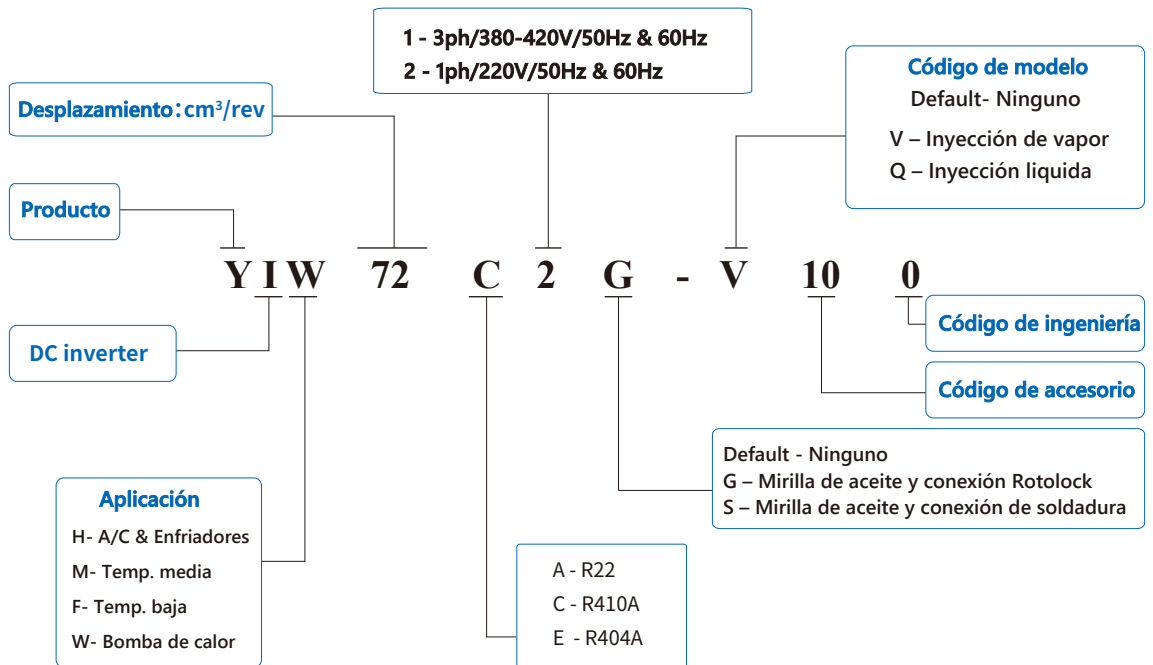 1 - 3ph/380-420V/50Hz & 60Hz
2 - 1ph/220V/50Hz & 60Hz
Código de modelo
Default- Ninguno
V – Inyección de vapor
Q – Inyección liquida
Desplazamiento:cm³/rev
Producto
Y I W 72 C 2 G - V 10 0
DC inverter
Código de ingeniería
Código de accesorio
Default - Ninguno
G – Mirilla de aceite y conexión Rotolock
S – Mirilla de aceite y conexión de soldadura
Aplicación
H- A/C & Enfriadores
M- Temp. media
F- Temp. baja
W- Bomba de calor
A - R22
C - R410A
E - R404A